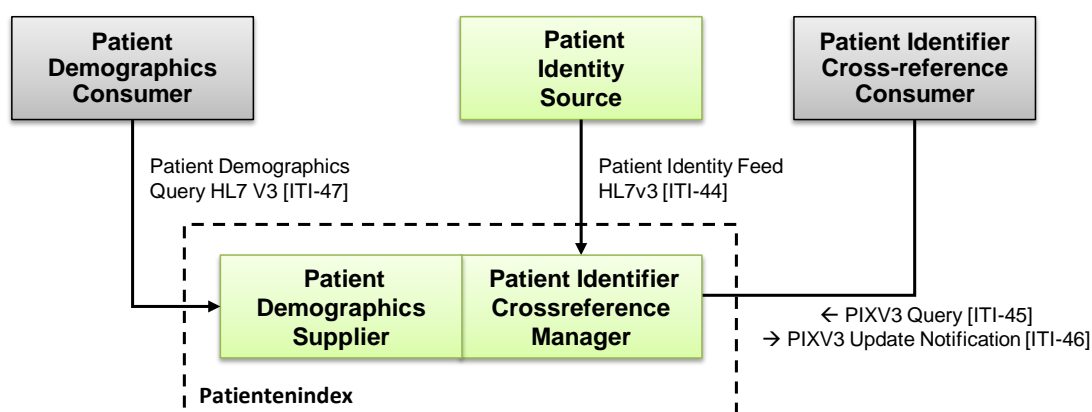 Patient
Demographics
Consumer
Patient
Identity
Source
Patient Identifier
Cross-reference
Consumer
Patient Demographics
Query HL7 V3 [ITI-47]
Patient Identity Feed
HL7v3 [ITI-44]
Patient
Demographics
Supplier
Patient Identifier
Crossreference
Manager
← PIXV3 Query [ITI-45]
→ PIXV3 Update Notification [ITI-46]
Patientenindex